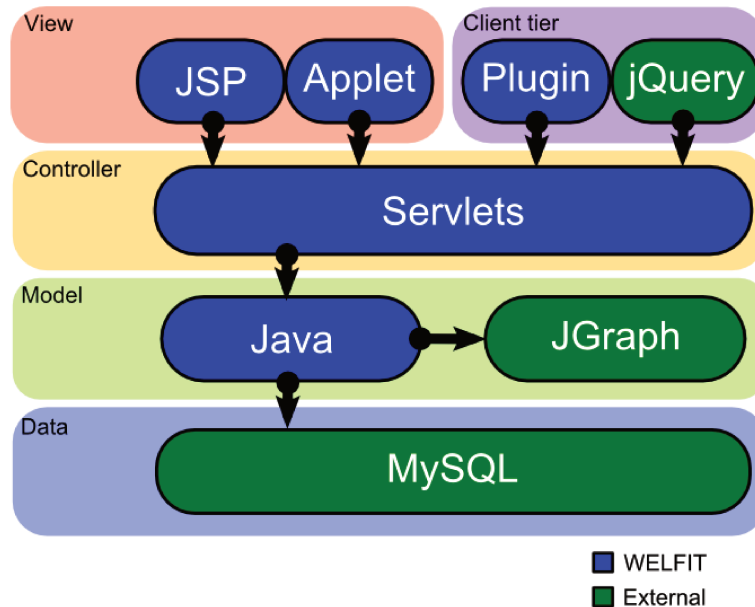 View
Client tier
JSP
Applet
Plugin
jQuery
Controller
Servlets
Model
Java
JGraph
Data
MySQL
WELFIT
External